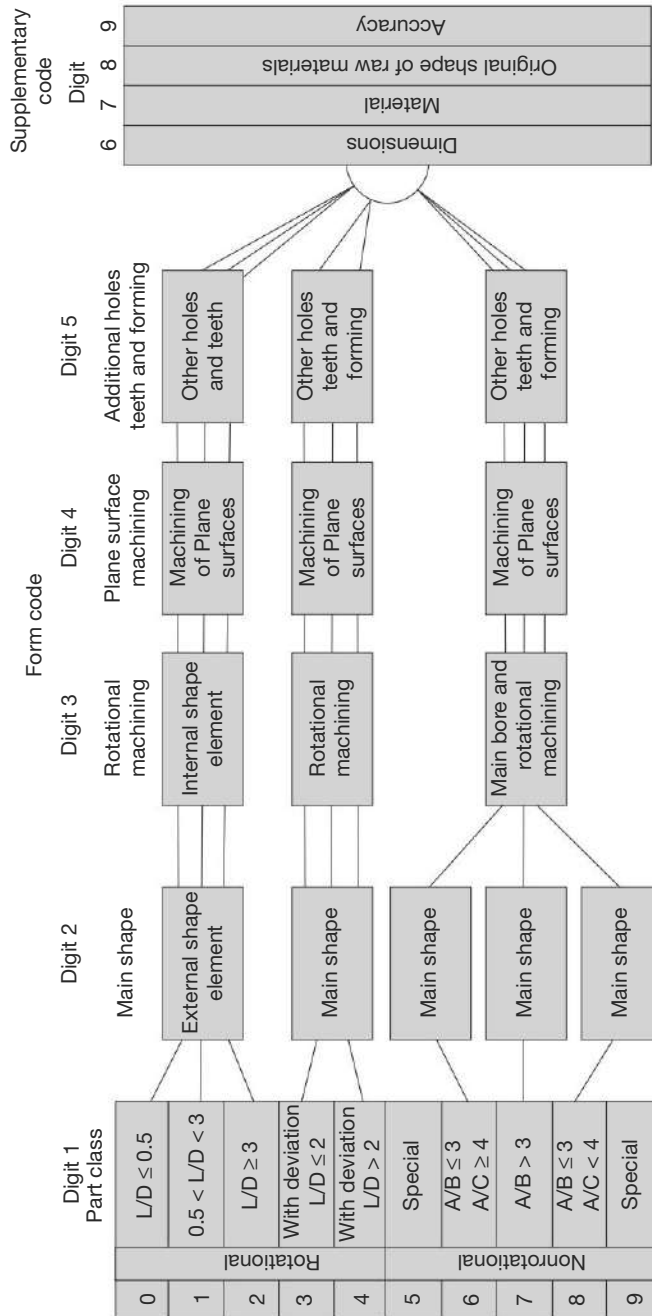 Form code
Supplementary
code
Digit
Digit 1
Part class
Digit 2
Main shape
Digit 3
Rotational
machining
Digit 4
Plane surface
machining
Digit 5
Additional holes
teeth and forming
6
7
8
9
0
1
2
3
4
5
6
7
8
9
Rotational
Nonrotational
L/D ≤ 0.5
0.5 < L/D < 3
L/D ≥ 3
With deviation
L/D ≤ 2
With deviation
L/D > 2
Special
A/B ≤ 3
A/C ≥ 4
A/B > 3
A/B ≤ 3
A/C < 4
Special
External shape
element
Main shape
Main shape
Main shape
Main shape
Internal shape
element
Rotational
machining
Main bore and
rotational
machining
Machining
of Plane
surfaces
Machining
of Plane
surfaces
Machining
of Plane
surfaces
Other holes
and teeth
Other holes
teeth and
forming
Other holes
teeth and
forming
Dimensions
Material
Original shape of raw materials
Accuracy